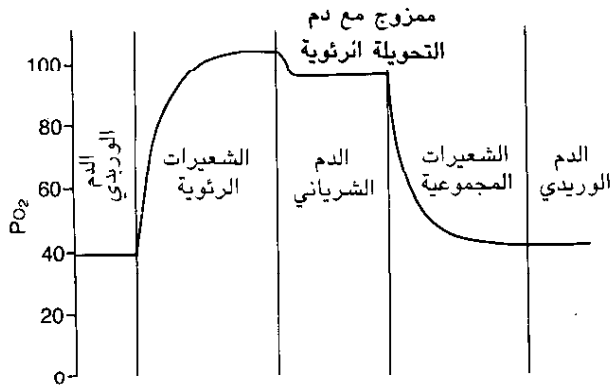 ممزوج مع دم
التحويلة الرئوية
100
80
60
40
20
0
PO₂
الدم
الوريدي
الشعيرات
الرئوية
الدم
الشرياني
الشعيرات
المجموعية
الدم
الوريدي